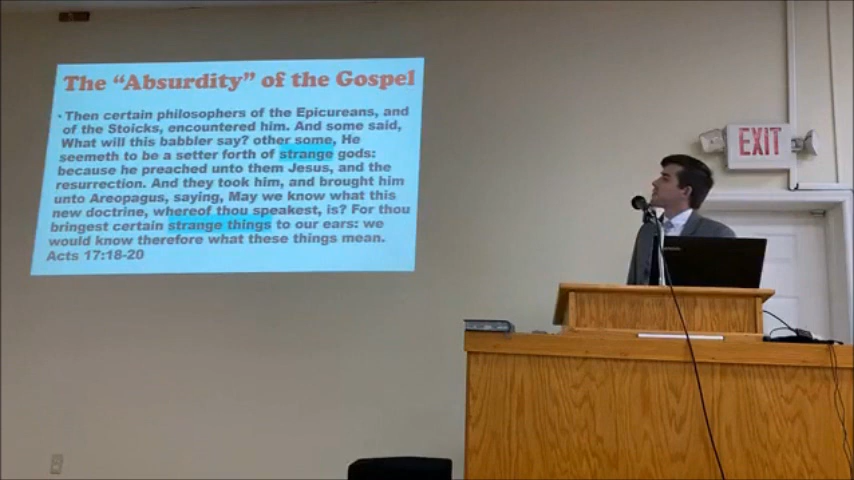 The “Absurdity” of the Gospel
• Then certain philosophers of the Epicureans, and
of the Stoicks, encountered him. And some said,
What will this babbler say? other some, He
seemeth to be a setter forth of strange gods:
because he preached unto them Jesus, and the
resurrection. And they took him, and brought him
unto Areopagus, saying, May we know what this
new doctrine, whereof thou speakest, is? For thou
bringest certain strange things to our ears: we
would know therefore what these things mean.
Acts 17:18-20
EXIT